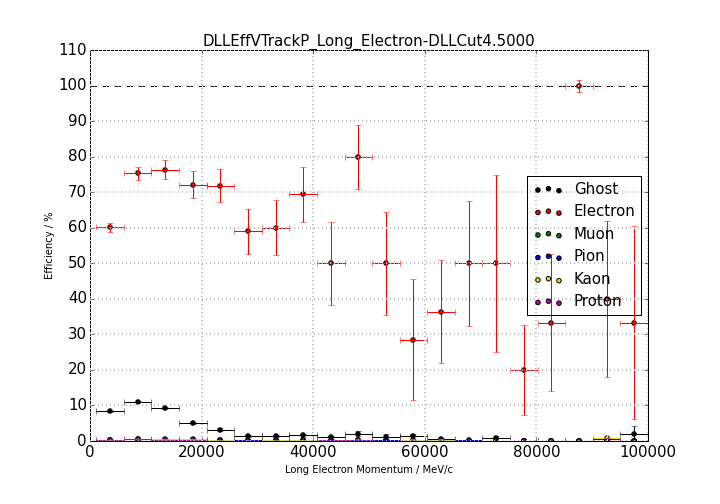 DLLEffVTrackP_Long_Electron-DLLCut4.5000
110
100
90
80
70
60
50
40
30
20
10
0
Efficiency / %
Ghost
Electron
Muon
Pion
Kaon
Proton
0 20000 40000 60000 80000 100000
Long Electron Momentum / MeV/c